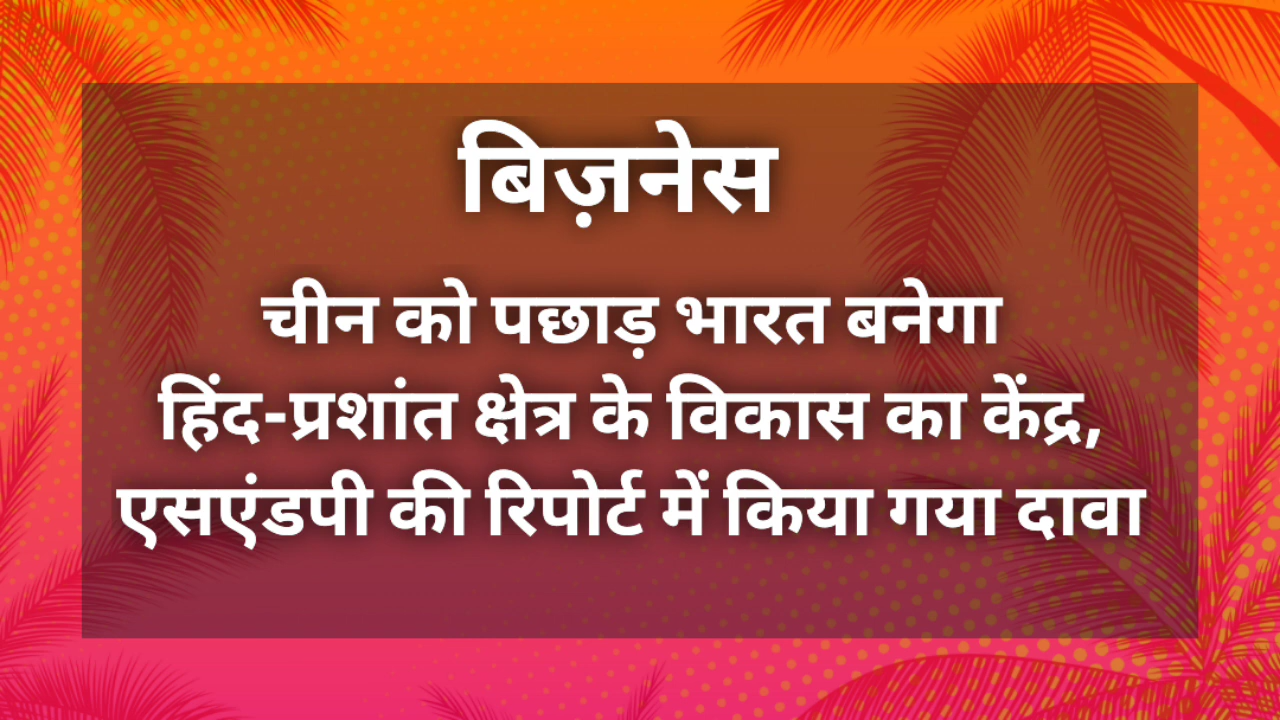 बिज़नेस
चीन को पछाड़ भारत बनेगा
हिंद-प्रशांत क्षेत्र के विकास का केंद्र,
एसएंडपी की रिपोर्ट में किया गया दावा